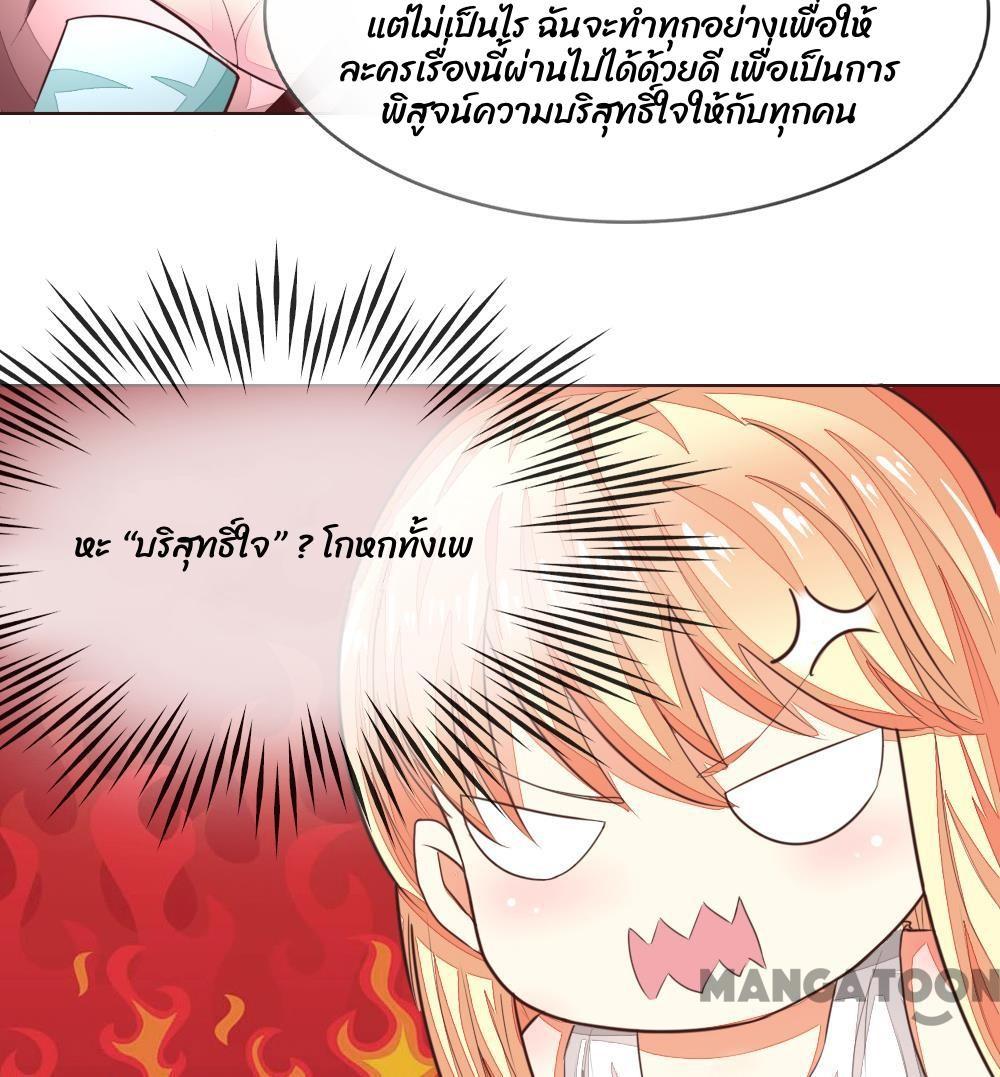 แต่ไม่เป็นไร ฉันจะทำทุกอย่างเพื่อให้
ละครเรื่องนี้ผ่านไปได้ด้วยดี เพื่อเป็นการ
พิสูจน์ความบริสุทธิ์ใจให้กับทุกคน
หะ “บริสุทธิ์ใจ” ? โกหกทั้งเพ
MANGATOON